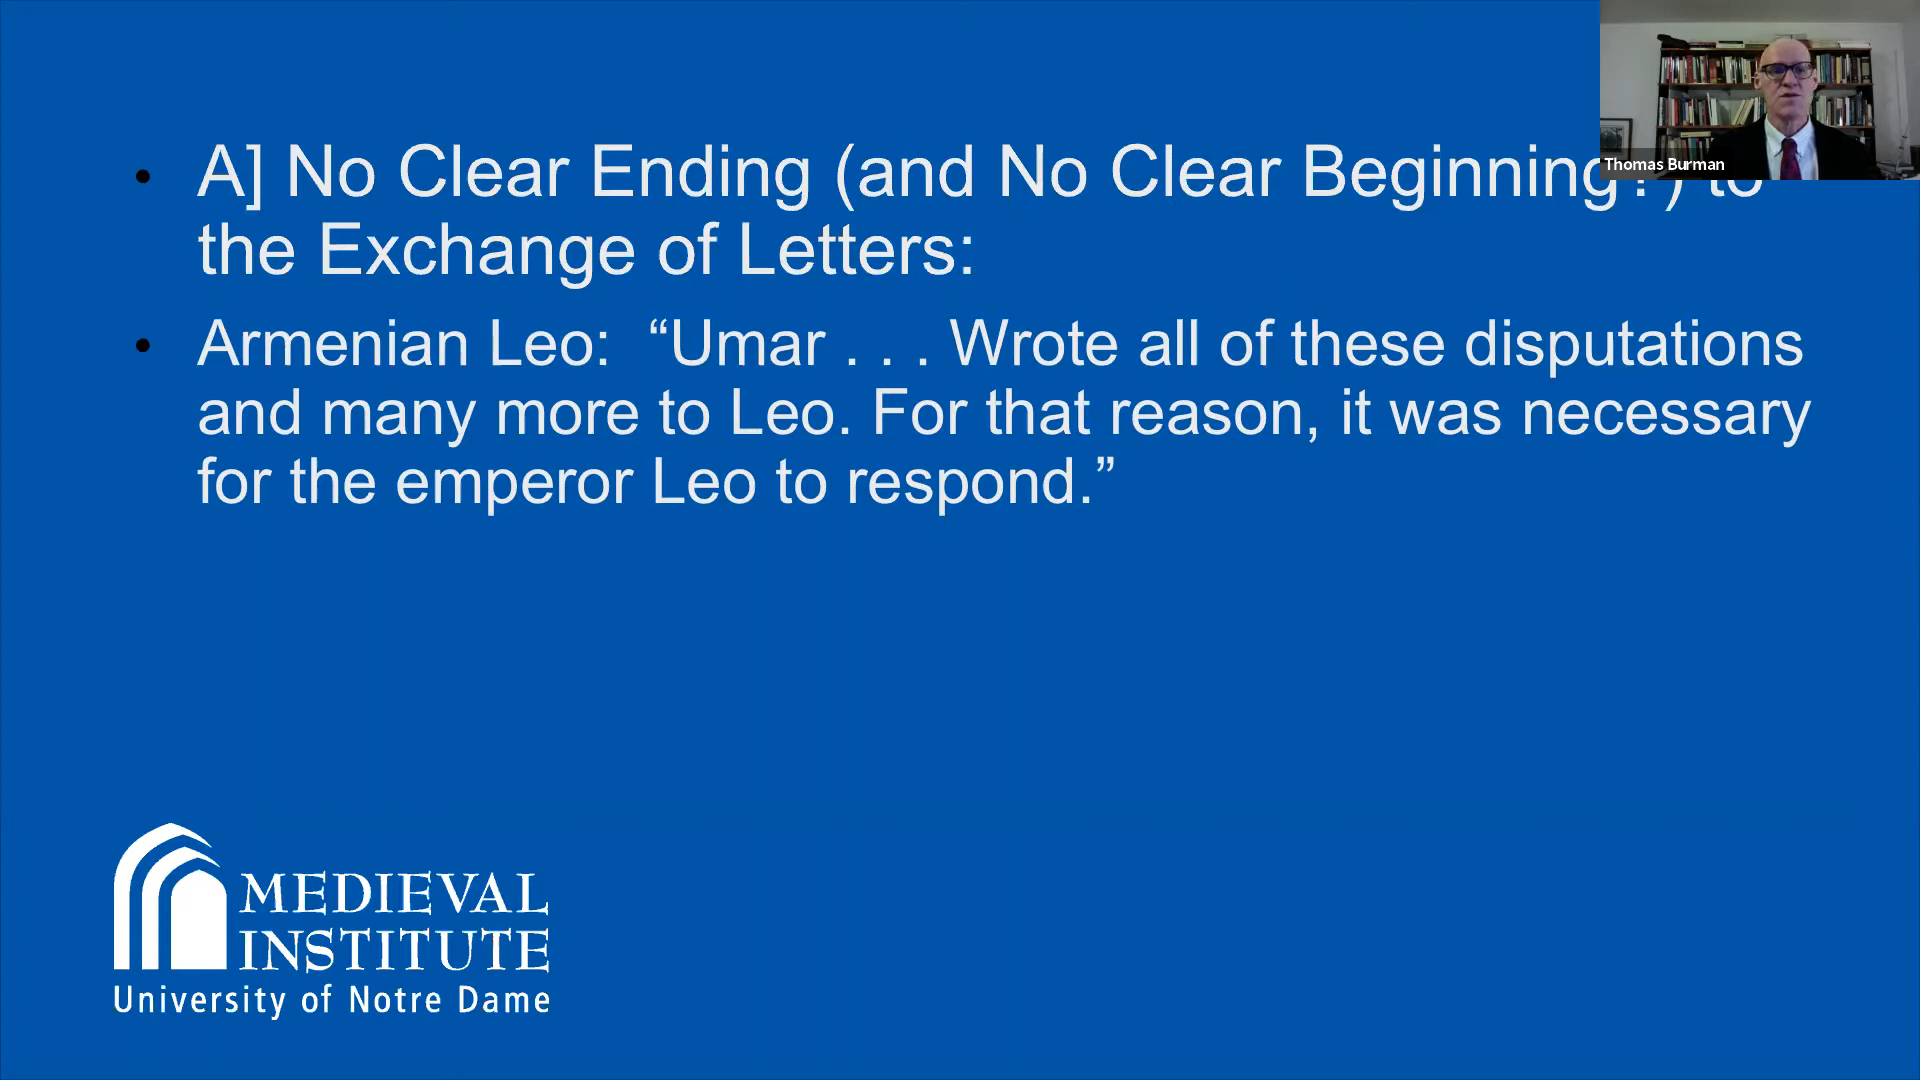 A] No Clear Ending (and No Clear Beginning?) to
the Exchange of Letters:
Armenian Leo: “Umar . . . Wrote all of these disputations
and many more to Leo. For that reason, it was necessary
for the emperor Leo to respond.”
Thomas Burman
MEDIEVAL
INSTITUTE
University of Notre Dame